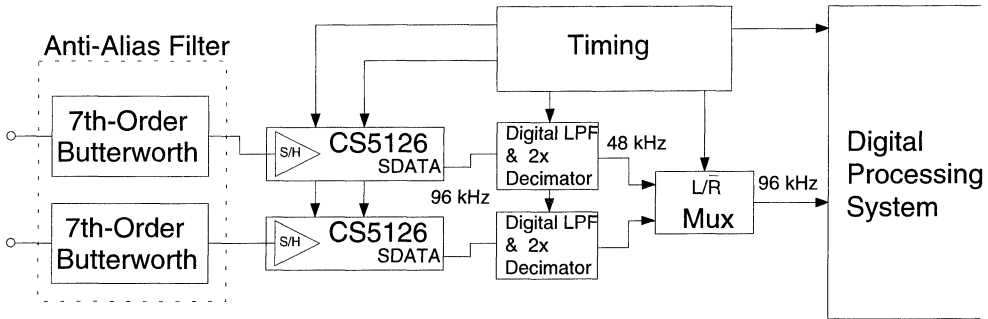 Anti-Alias Filter
7th-Order
Butterworth
7th-Order
Butterworth
S/H
CS5126
SDATA
S/H
CS5126
SDATA
96 kHz
Timing
Digital LPF
& 2x
Decimator
48 kHz
Digital LPF
& 2x
Decimator
L/R̅
Mux
96 kHz
Digital
Processing
System